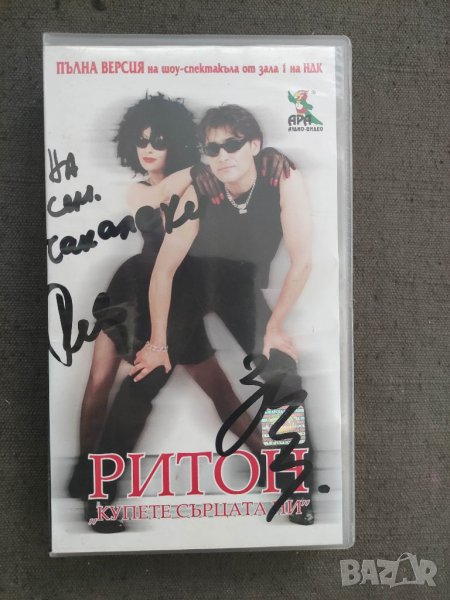 ПЪЛНА ВЕРСИЯ на шоу-спектакъла от зала 1 на НДК
АРА
АУДИО-ВИДЕО
НА
сем.
РИТОН
„КУПЕТЕ СЪРЦАТА НИ"
BAZAR